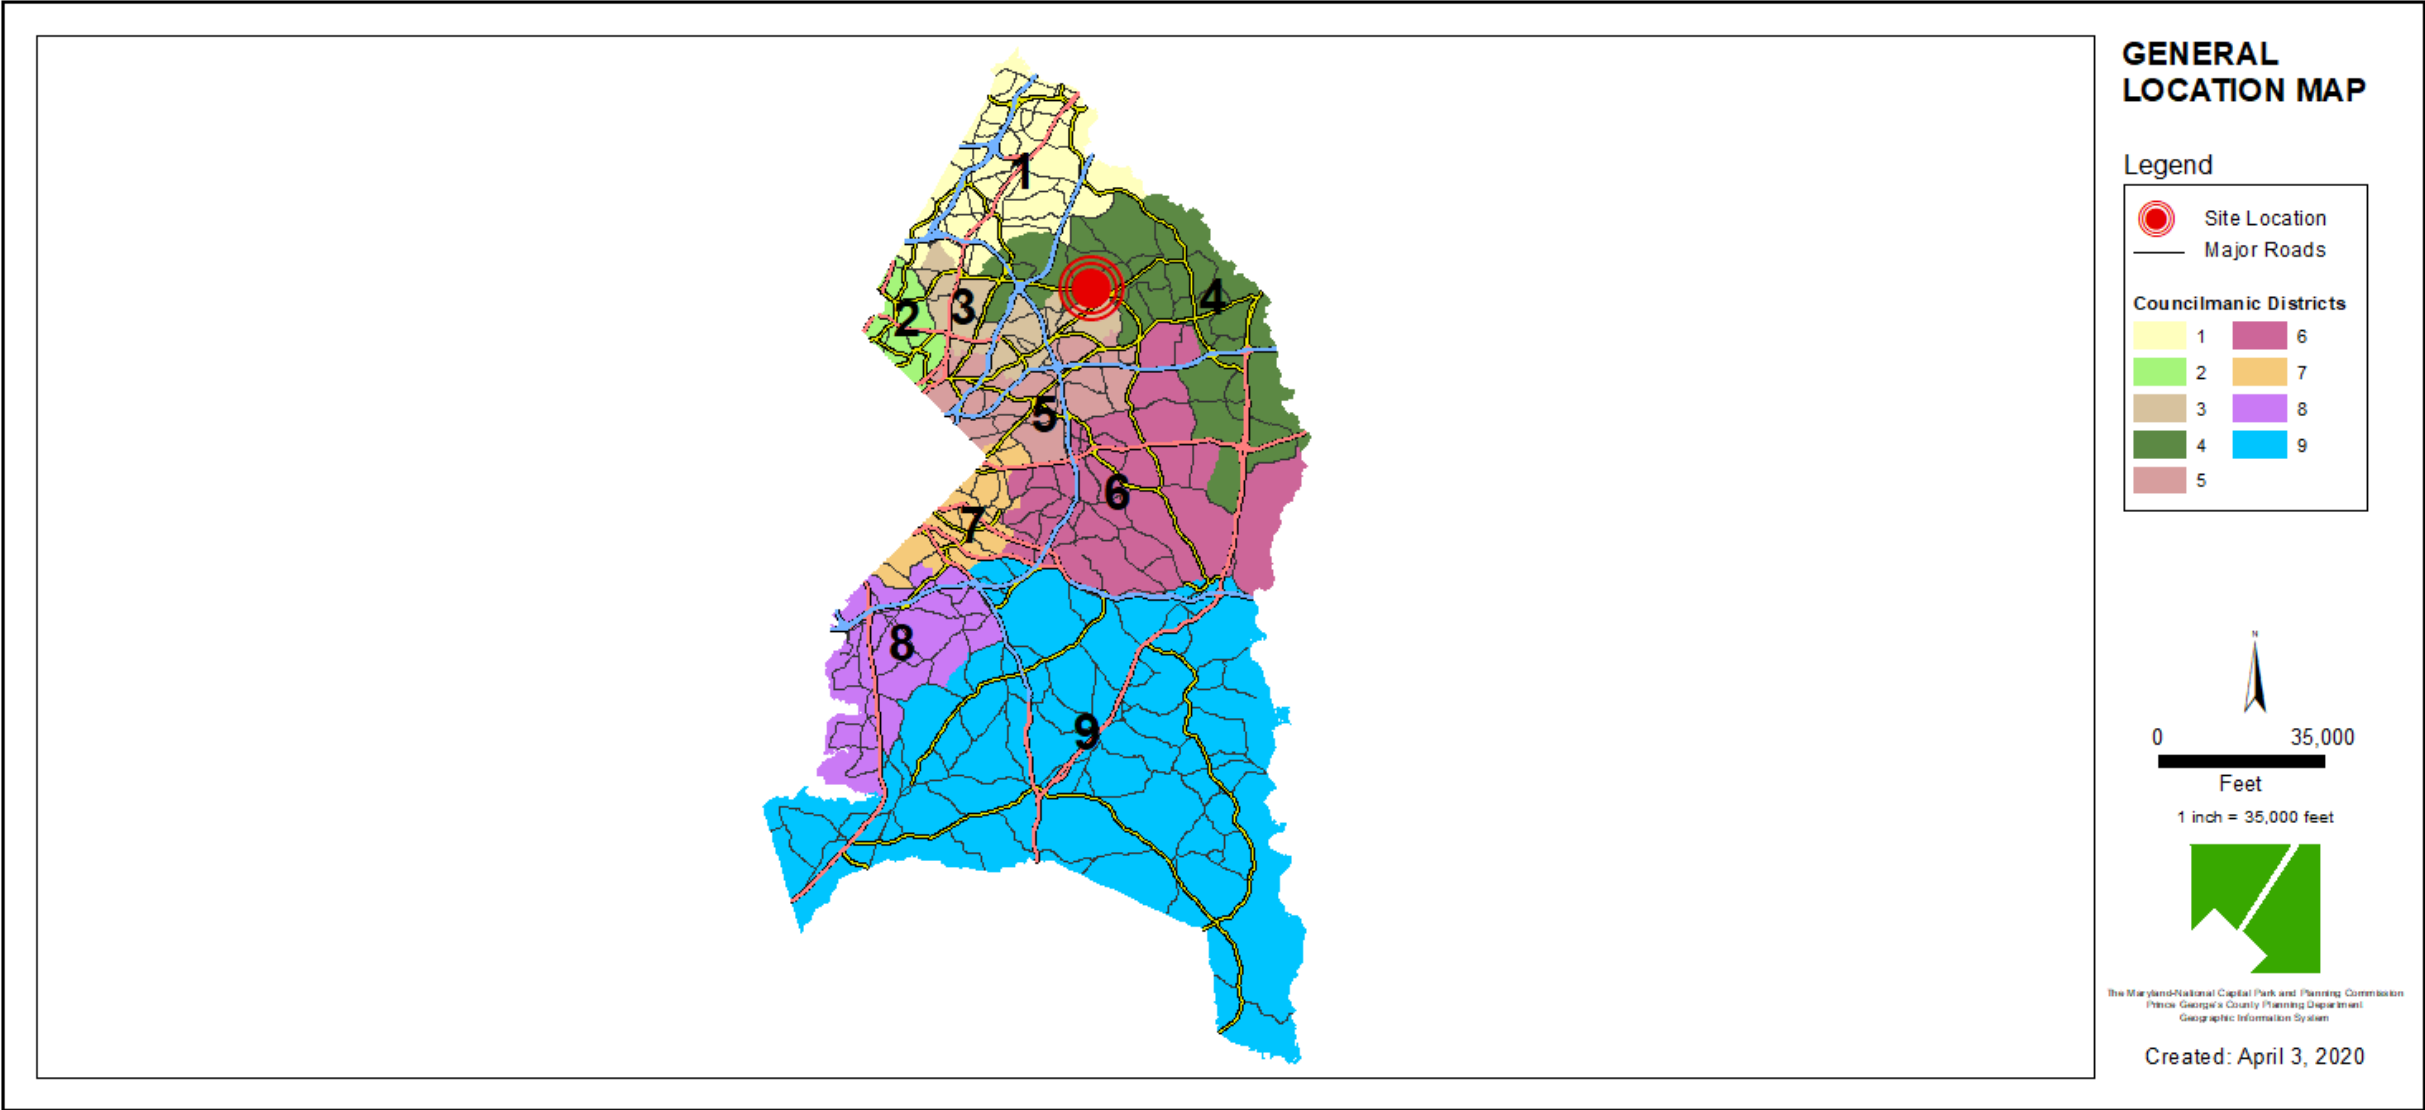 GENERAL
LOCATION MAP
Legend
Site Location
Major Roads
Councilmanic Districts
1 6
2 7
3 8
4 9
5
1
2
3
4
5
6
7
8
9
N
0 35,000
Feet
1 inch = 35,000 feet
The Maryland-National Capital Park and Planning Commission
Prince George's County Planning Department
Geographic Information System
Created: April 3, 2020